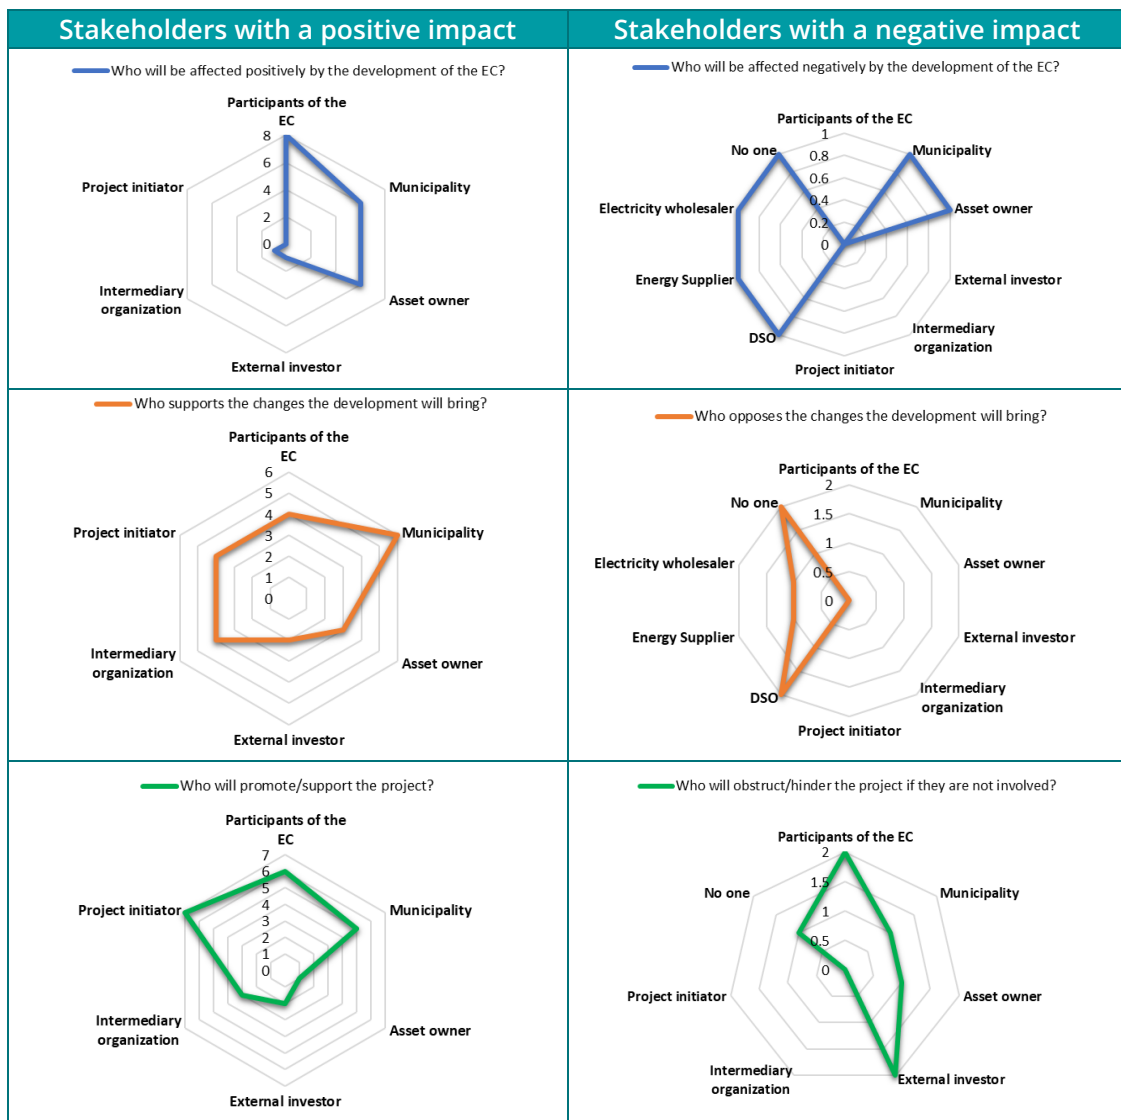 Stakeholders with a positive impact
Stakeholders with a negative impact
Who will be affected positively by the development of the EC?
Participants of the
EC
8
6
4
2
0
Municipality
Asset owner
External investor
Intermediary
organization
Project initiator
Who will be affected negatively by the development of the EC?
Participants of the EC
1
0.8
0.6
0.4
0.2
0
Municipality
Asset owner
External investor
Intermediary
organization
Project initiator
DSO
Energy Supplier
Electricity wholesaler
No one
Who supports the changes the development will bring?
Participants of the
EC
6
5
4
3
2
1
0
Municipality
Asset owner
External investor
Intermediary
organization
Project initiator
Who opposes the changes the development will bring?
Participants of the EC
2
1.5
1
0.5
0
Municipality
Asset owner
External investor
Intermediary
organization
Project initiator
DSO
Energy Supplier
Electricity wholesaler
No one
Who will promote/support the project?
Participants of the
EC
7
6
5
4
3
2
1
0
Municipality
Asset owner
External investor
Intermediary
organization
Project initiator
Who will obstruct/hinder the project if they are not involved?
Participants of the EC
2
1.5
1
0.5
0
Municipality
Asset owner
External investor
Intermediary
organization
Project initiator
No one